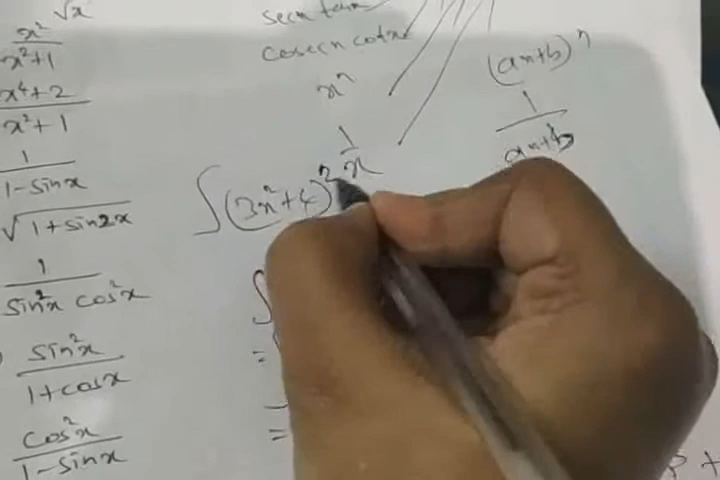 √x
x²/(x²+1)
(x⁴+2)/(x²+1)
1/(1-sinx)
√(1+sin2x)
1/(sin²x cos²x)
sin²x/(1+cosx)
cos²x/(1-sinx)
secx tanx
cosecx cotx
xⁿ
1/x
∫(3x²+4)²
∫
=
=
(ax+b)ⁿ
1/(ax+b)